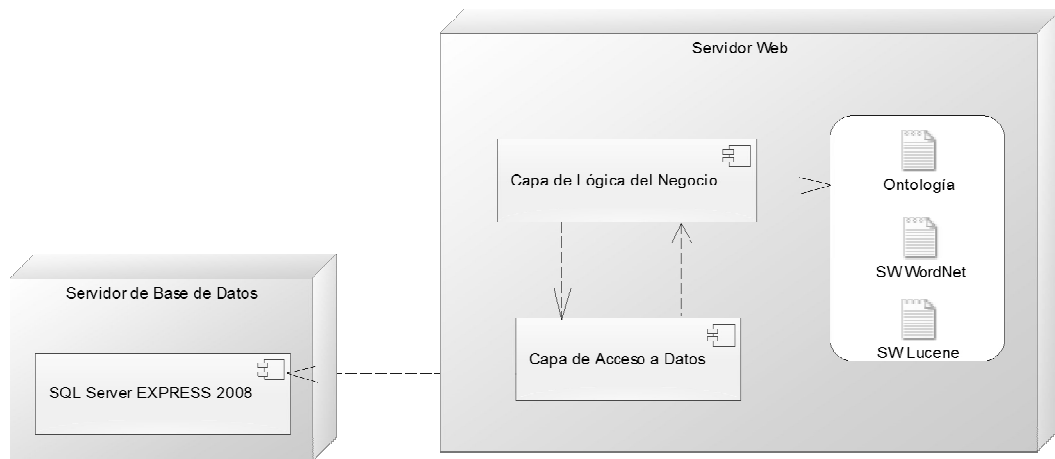 Servidor Web
Capa de Lógica del Negocio
Ontología
SW WordNet
SW Lucene
Capa de Acceso a Datos
Servidor de Base de Datos
SQL Server EXPRESS 2008